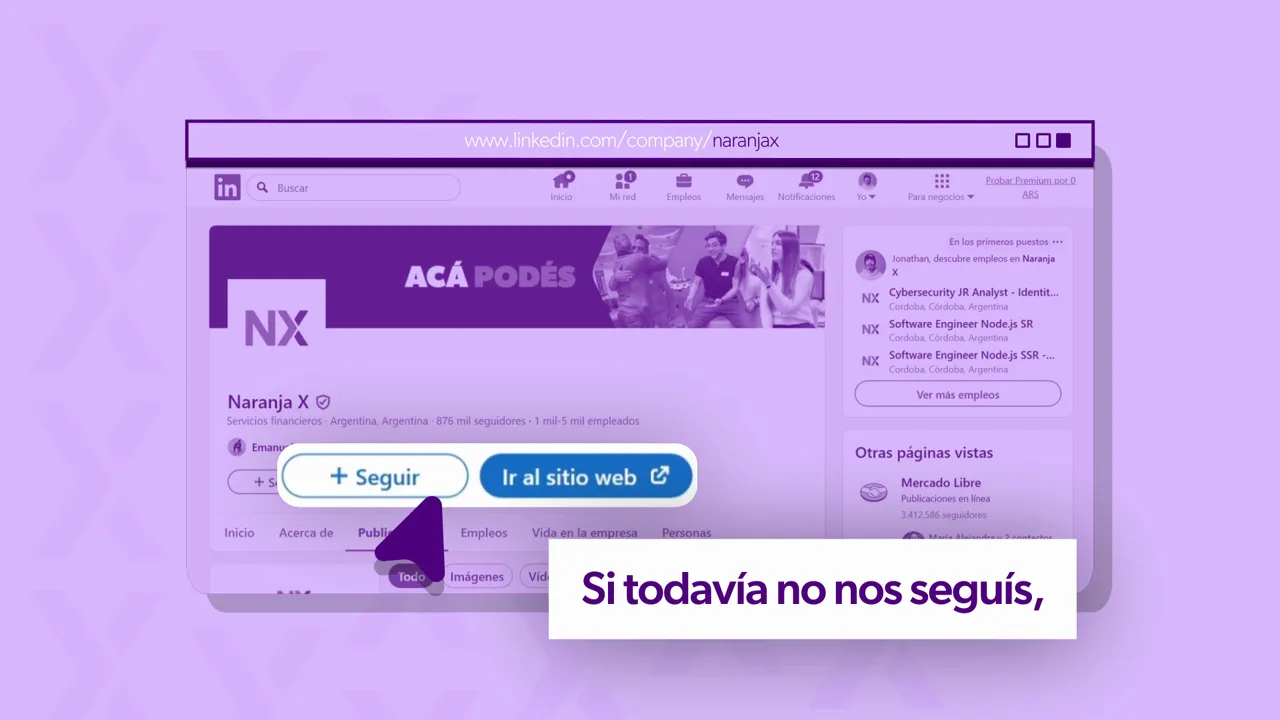 www.linkedin.com/company/naranjax
in
Buscar
Inicio
1
Mi red
Empleos
Mensajes
12
Notificaciones
Yo
Para negocios
Probar Premium por 0
ARS
ACÁ PODÉS
NX
Naranja X
Servicios financieros · Argentina, Argentina · 876 mil seguidores · 1 mil-5 mil empleados
+ Seguir
Ir al sitio web
Inicio
Acerca de
Empleos
Vida en la empresa
Personas
Todo
Imágenes
En los primeros puestos
Jonathan, descubre empleos en Naranja
X
NX
Cybersecurity JR Analyst - Identit...
Cordoba, Córdoba, Argentina
NX
Software Engineer Node.js SR
Cordoba, Córdoba, Argentina
NX
Software Engineer Node.js SSR -...
Cordoba, Córdoba, Argentina
Ver más empleos
Otras páginas vistas
Mercado Libre
Publicaciones en línea
3.412.586 seguidores
Si todavía no nos seguís,